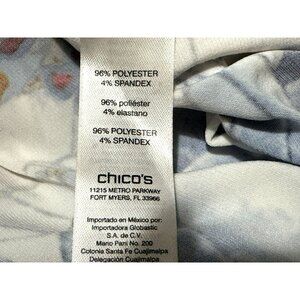 96% POLYESTER
4% SPANDEX
96% poliéster
4% elastano
96% POLYESTER
4% SPANDEX
chico's
11215 METRO PARKWAY
FORT MYERS, FL 33966
Importado en México por:
Importadora Globastic
S.A. de C.V.
Mario Pani No. 200
Colonia Santa Fe Cuajimalpa
Delegación Cuajimalpa